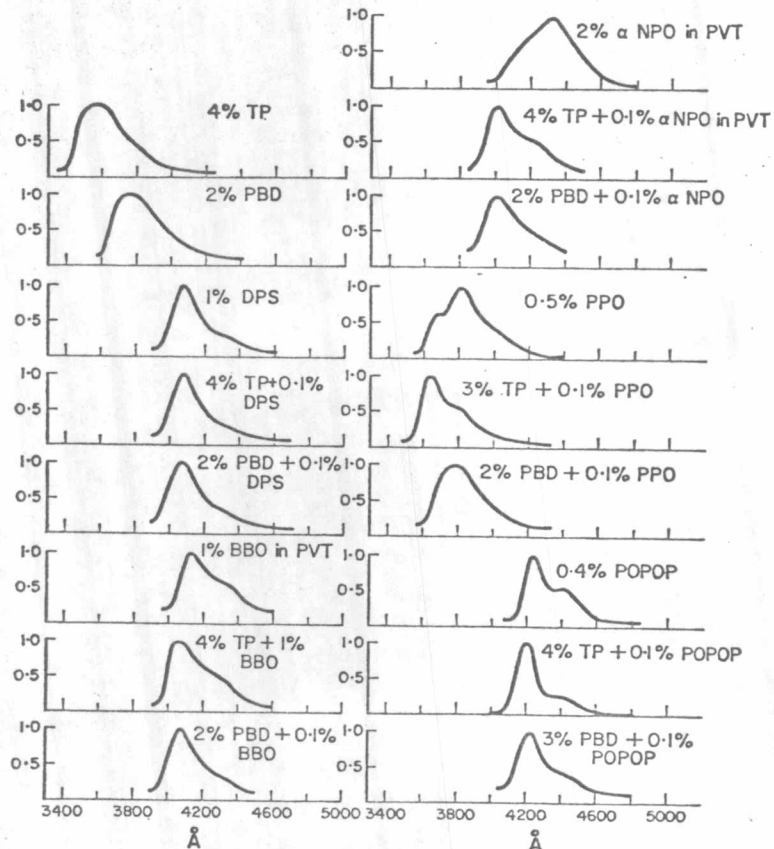 1·0
0·5
4% TP
1·0
0·5
2% PBD
1·0
0·5
1% DPS
1·0
0·5
4% TP+0·1%
DPS
1·0
0·5
2% PBD + 0·1%
DPS
1·0
0·5
1% BBO in PVT
1·0
0·5
4% TP + 1%
BBO
1·0
0·5
2% PBD + 0·1%
BBO
3400 3800 4200 4600 5000
Å
1·0
0·5
2% α NPO in PVT
1·0
0·5
4% TP + 0·1% α NPO in PVT
1·0
0·5
2% PBD + 0·1% α NPO
1·0
0·5
0·5% PPO
1·0
0·5
3% TP + 0·1% PPO
1·0
0·5
2% PBD + 0·1% PPO
1·0
0·5
0·4% POPOP
1·0
0·5
4% TP + 0·1% POPOP
1·0
0·5
3% PBD + 0·1%
POPOP
3400 3800 4200 4600 5000
Å